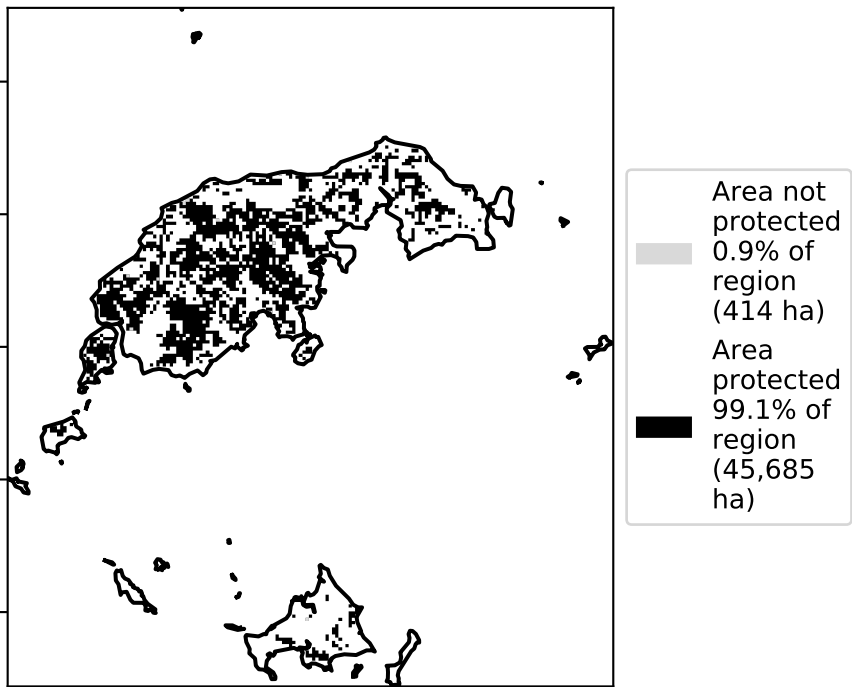 Area not
protected
0.9% of
region
(414 ha)
Area
protected
99.1% of
region
(45,685
ha)